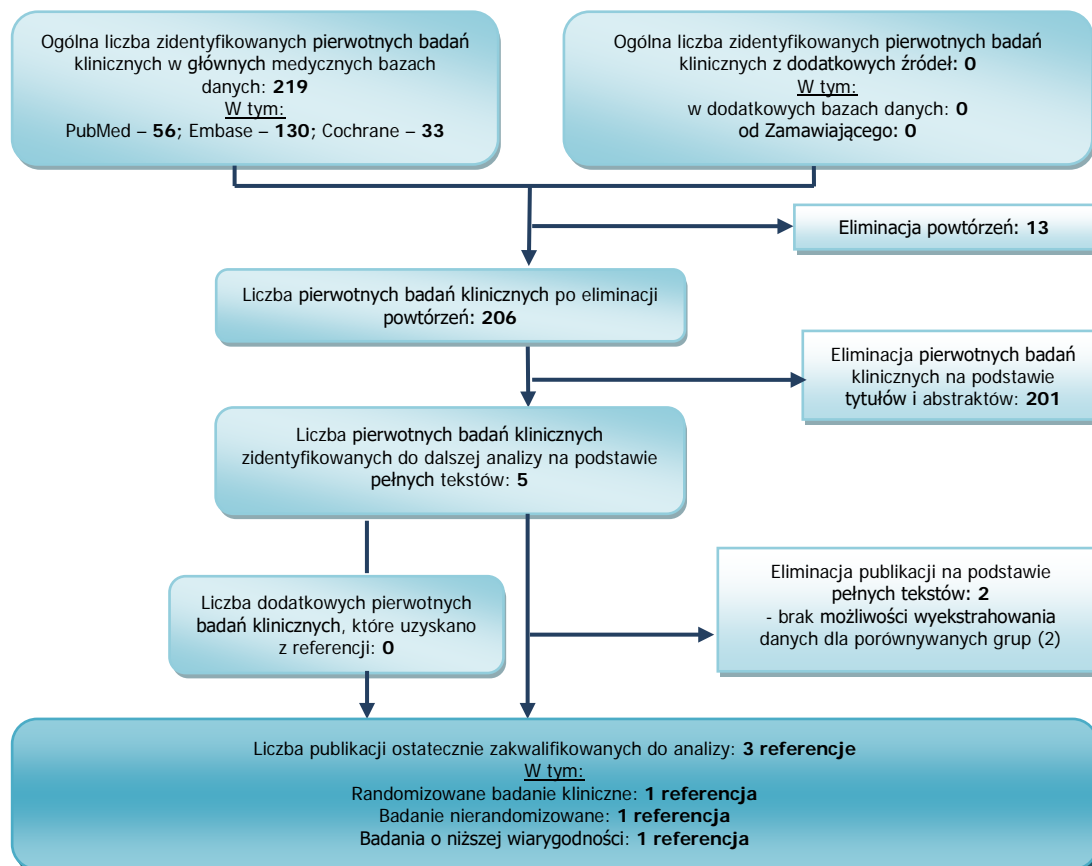 Ogólna liczba zidentyfikowanych pierwotnych badań
klinicznych w głównych medycznych bazach
danych: 219
W tym:
PubMed – 56; Embase – 130; Cochrane – 33
Ogólna liczba zidentyfikowanych pierwotnych badań
klinicznych z dodatkowych źródeł: 0
W tym:
w dodatkowych bazach danych: 0
od Zamawiającego: 0
Eliminacja powtórzeń: 13
Liczba pierwotnych badań klinicznych po eliminacji
powtórzeń: 206
Eliminacja pierwotnych badań
klinicznych na podstawie
tytułów i abstraktów: 201
Liczba pierwotnych badań klinicznych
zidentyfikowanych do dalszej analizy na podstawie
pełnych tekstów: 5
Eliminacja publikacji na podstawie
pełnych tekstów: 2
- brak możliwości wyekstrahowania
danych dla porównywanych grup (2)
Liczba dodatkowych pierwotnych
badań klinicznych, które uzyskano
z referencji: 0
Liczba publikacji ostatecznie zakwalifikowanych do analizy: 3 referencje
W tym:
Randomizowane badanie kliniczne: 1 referencja
Badanie nierandomizowane: 1 referencja
Badania o niższej wiarygodności: 1 referencja